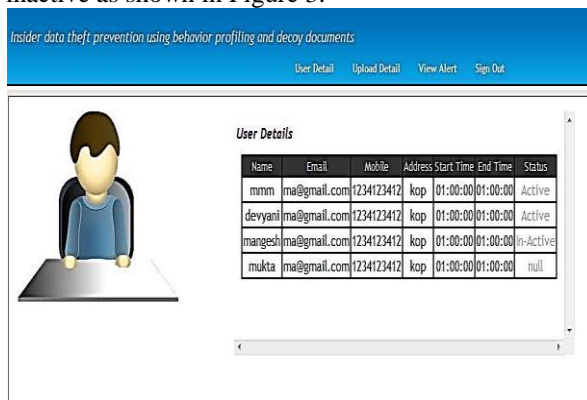 inactive as shown in Figure 3.
Insider data theft prevention using behavior profiling and decoy documents
User Detail Upload Detail View Alert Sign Out
User Details
Name Email Mobile Address Start Time End Time Status
mmm ma@gmail.com 1234123412 kop 01:00:00 01:00:00 Active
devyani ma@gmail.com 1234123412 kop 01:00:00 01:00:00 Active
mangesh ma@gmail.com 1234123412 kop 01:00:00 01:00:00 In-Active
mukta ma@gmail.com 1234123412 kop 01:00:00 01:00:00 null